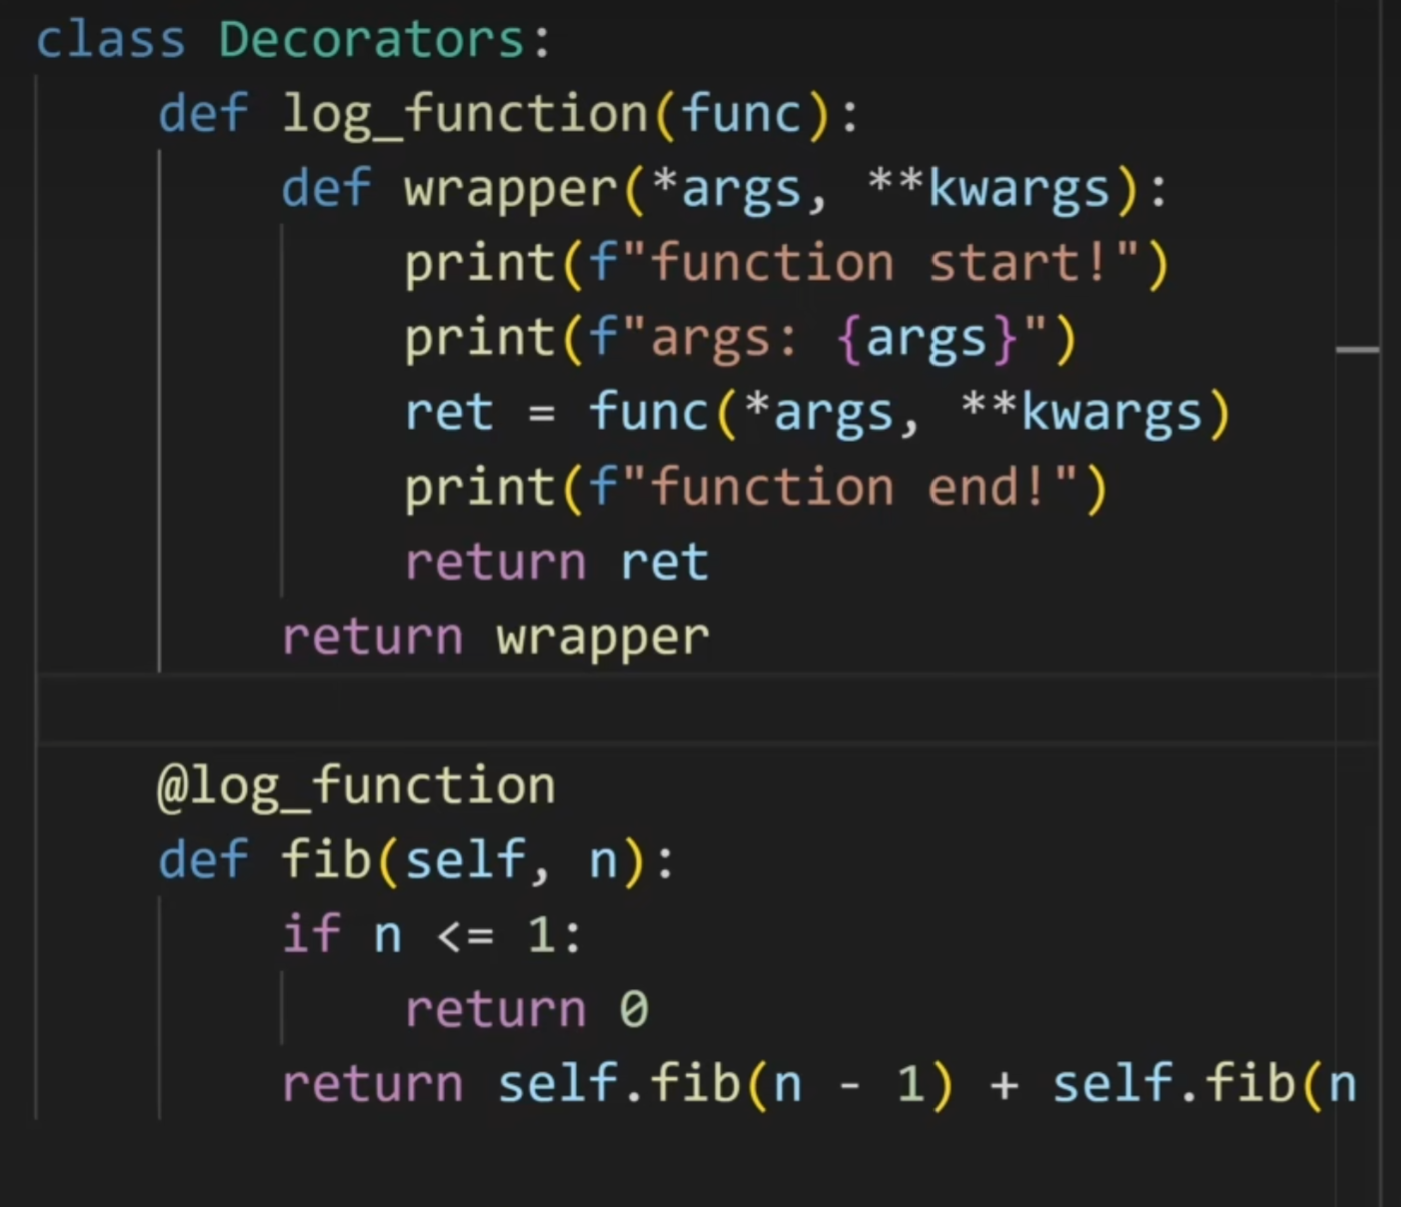 class Decorators:
    def log_function(func):
        def wrapper(*args, **kwargs):
            print(f"function start!")
            print(f"args: {args}")
            ret = func(*args, **kwargs)
            print(f"function end!")
            return ret
        return wrapper

    @log_function
    def fib(self, n):
        if n <= 1:
            return 0
        return self.fib(n - 1) + self.fib(n